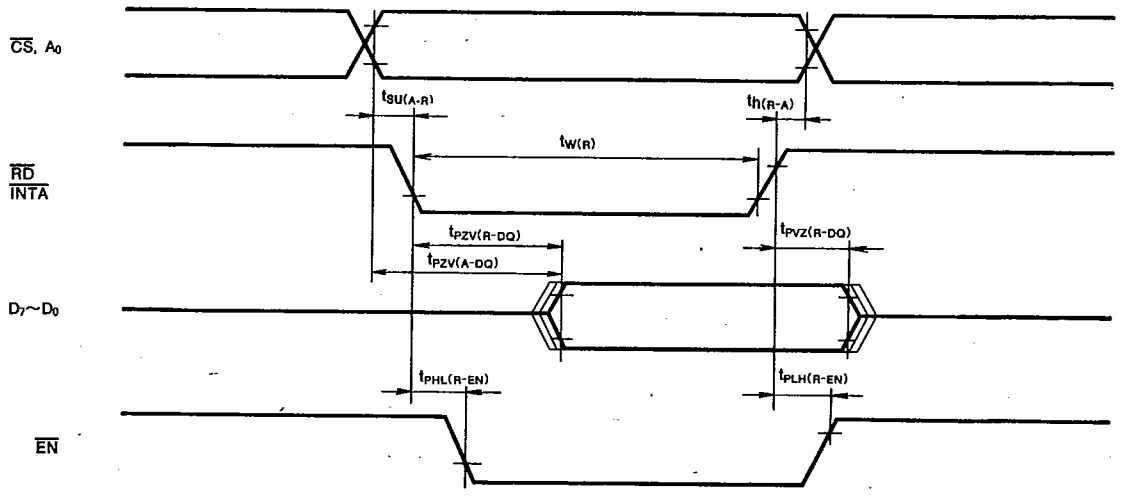 CS, A0
tSU(A-R)
th(R-A)
tW(R)
RD
INTA
tPZV(R-DQ)
tPVZ(R-DQ)
tPZV(A-DQ)
D7~D0
tPHL(R-EN)
tPLH(R-EN)
EN